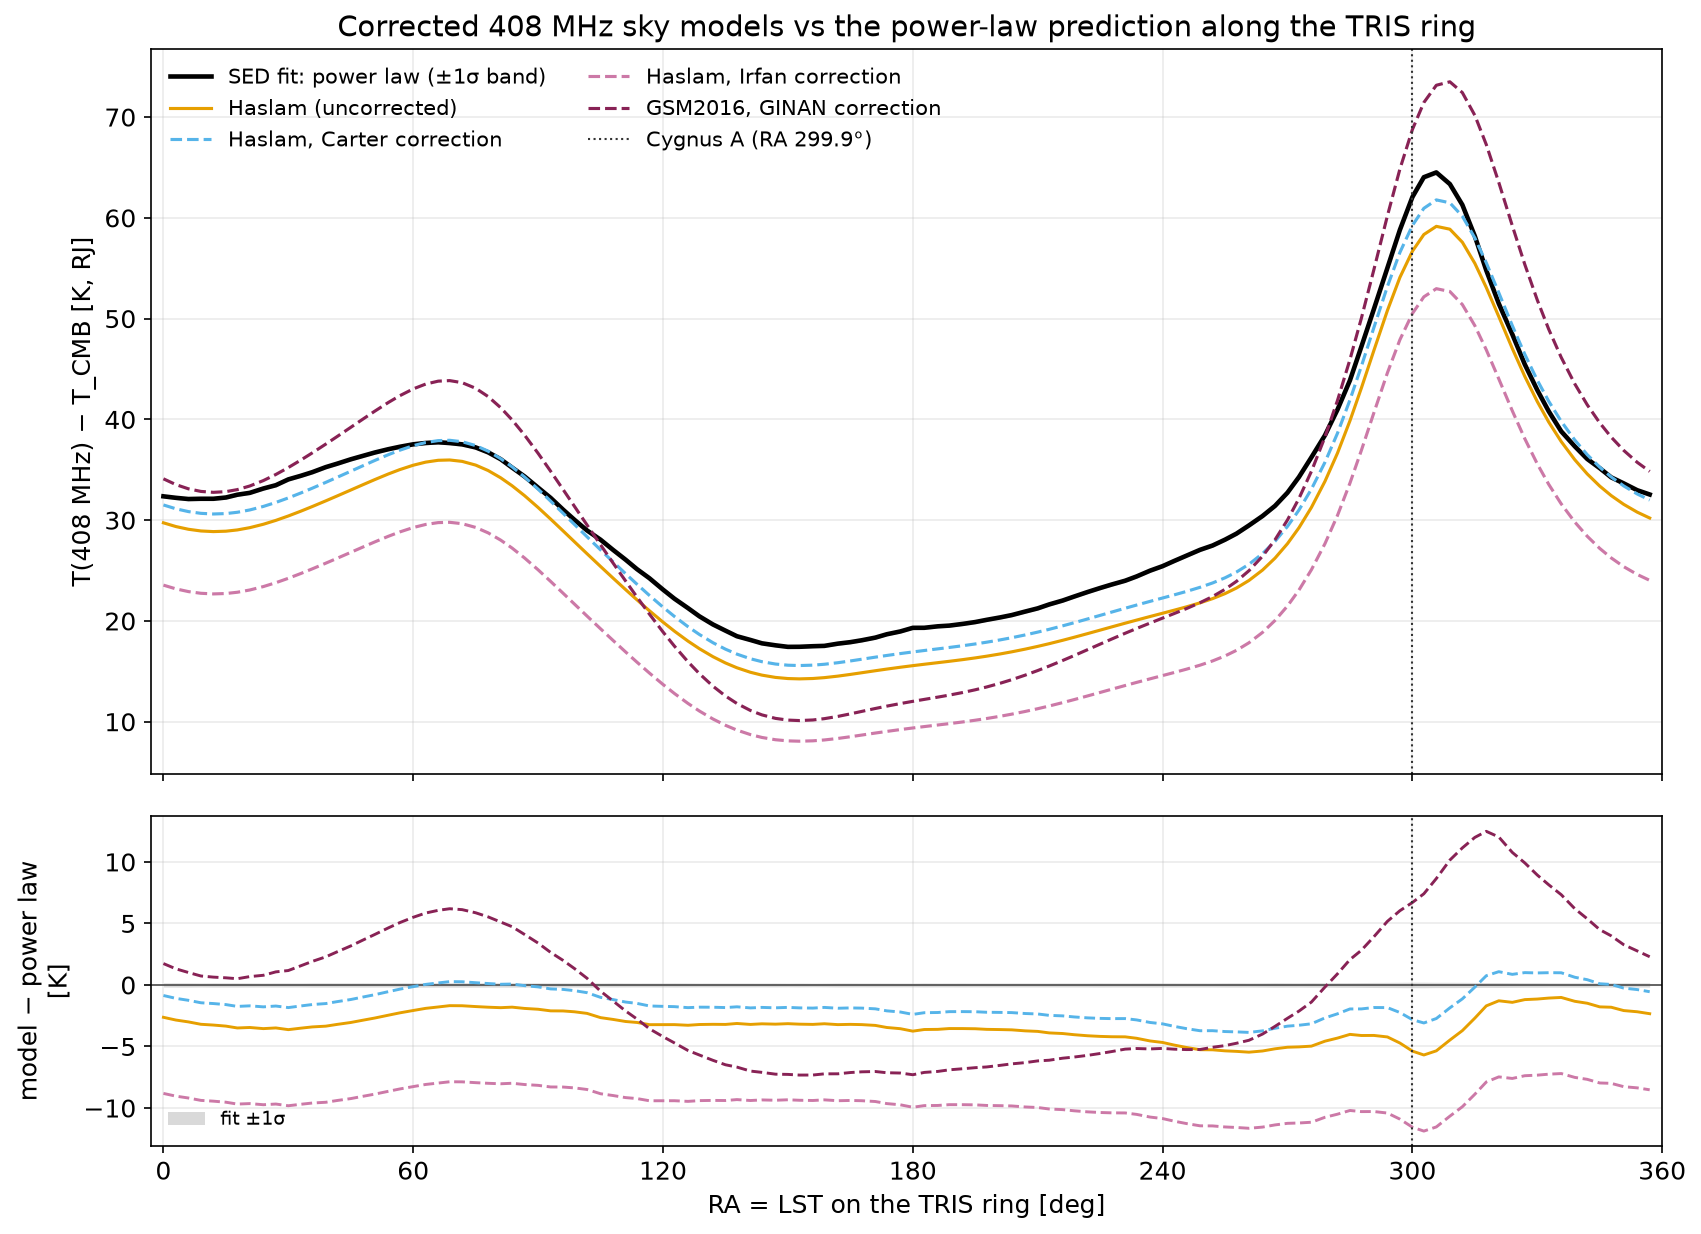 Corrected 408 MHz sky models vs the power-law prediction along the TRIS ring
SED fit: power law (±1σ band)
Haslam (uncorrected)
Haslam, Carter correction
Haslam, Irfan correction
GSM2016, GINAN correction
Cygnus A (RA 299.9°)
T(408 MHz) − T_CMB [K, RJ]
70
60
50
40
30
20
10
model − power law
[K]
10
5
0
−5
−10
fit ±1σ
0
60
120
180
240
300
360
RA = LST on the TRIS ring [deg]